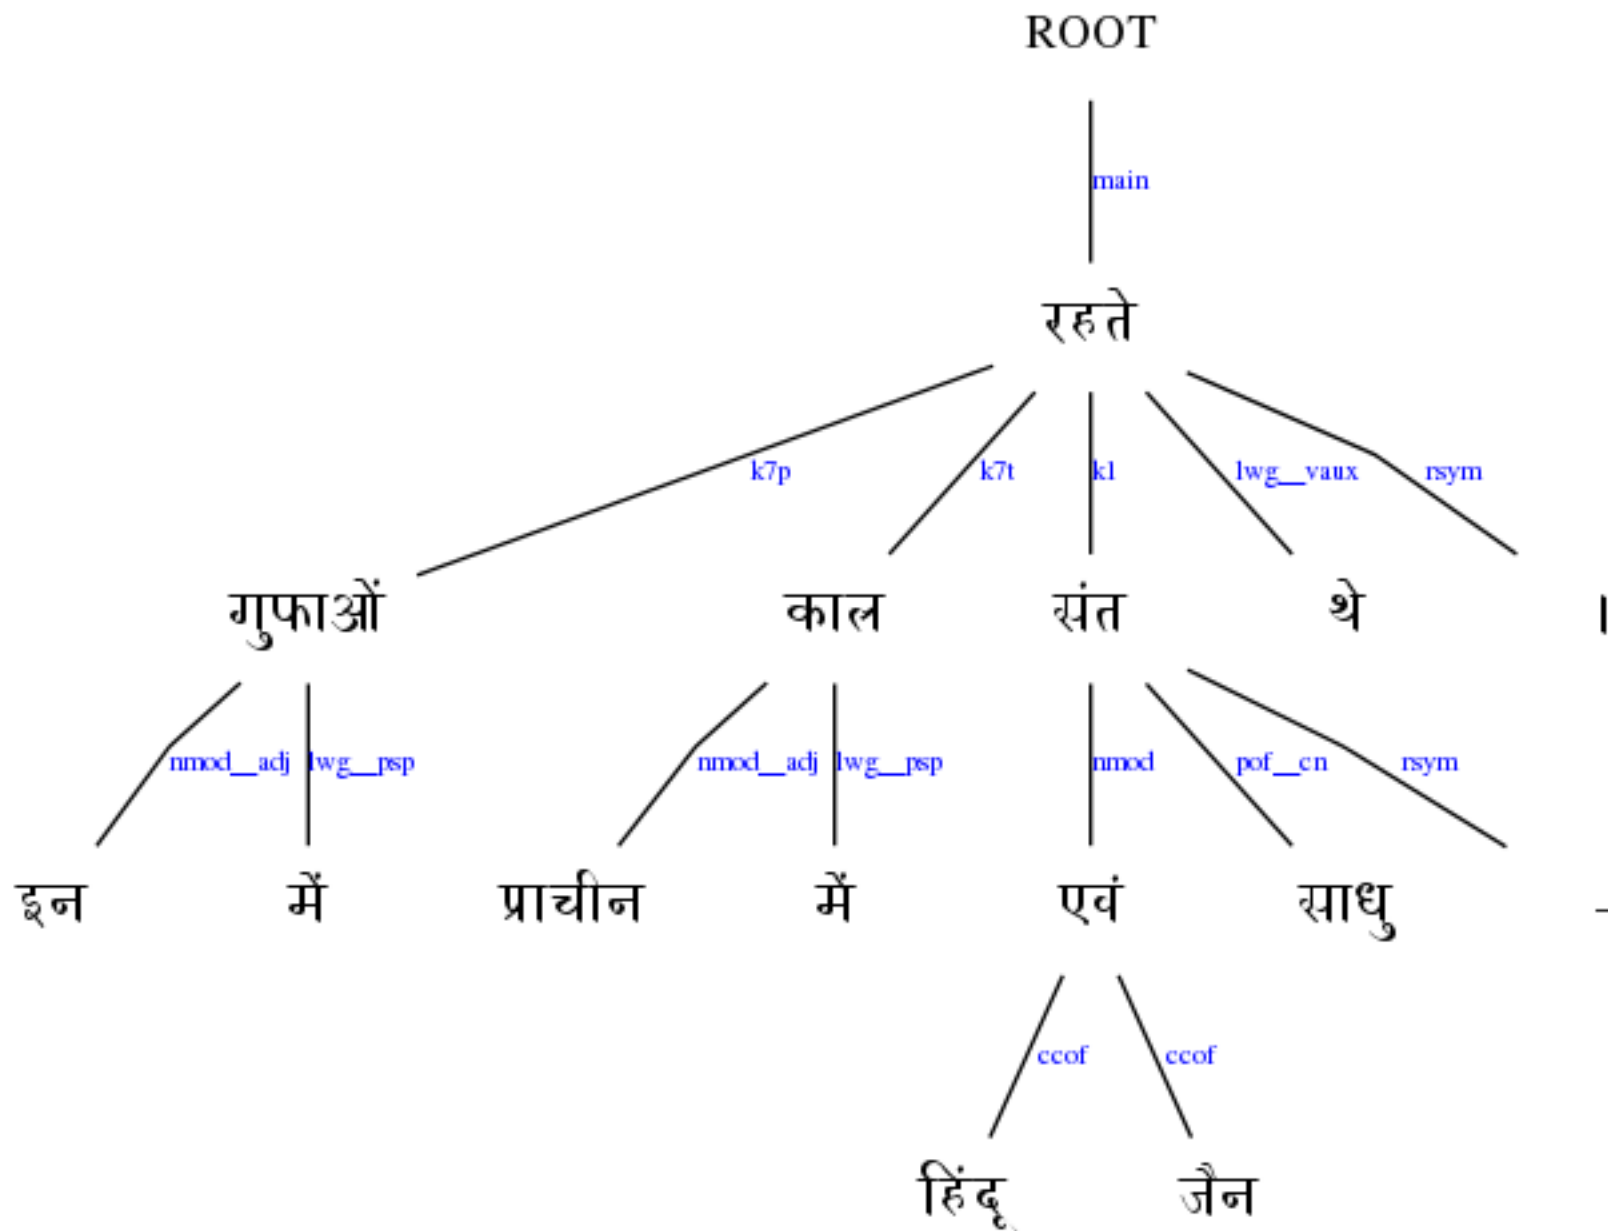 ROOT
main
रहते
k7p k7t k1 lwg__vaux rsym
गुफाओं काल संत थे ।
nmod__adj lwg__psp nmod__adj lwg__psp nmod pof__cn rsym
इन में प्राचीन में एवं साधु -
ccof ccof
हिंदू जैन